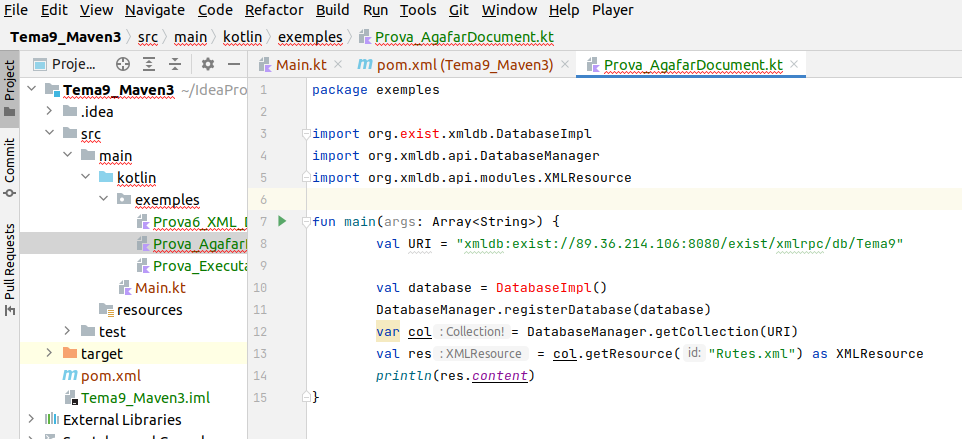 File Edit View Navigate Code Refactor Build Run Tools Git Window Help Player
Tema9_Maven3 src main kotlin exemples Prova_AgafarDocument.kt
Project
Commit
Pull Requests
Proje...
Main.kt pom.xml (Tema9_Maven3) Prova_AgafarDocument.kt
Tema9_Maven3 ~/IdeaPro
.idea
src
main
kotlin
exemples
Prova6_XML_
Prova_Agafar
Prova_Executa
Main.kt
resources
test
target
pom.xml
Tema9_Maven3.iml
External Libraries
1 package exemples
2
3 import org.exist.xmldb.DatabaseImpl
4 import org.xmldb.api.DatabaseManager
5 import org.xmldb.api.modules.XMLResource
6
7 fun main(args: Array<String>) {
8 val URI = "xmldb:exist://89.36.214.106:8080/exist/xmlrpc/db/Tema9"
9
10 val database = DatabaseImpl()
11 DatabaseManager.registerDatabase(database)
12 var col : Collection! = DatabaseManager.getCollection(URI)
13 val res : XMLResource = col.getResource( id: "Rutes.xml") as XMLResource
14 println(res.content)
15 }